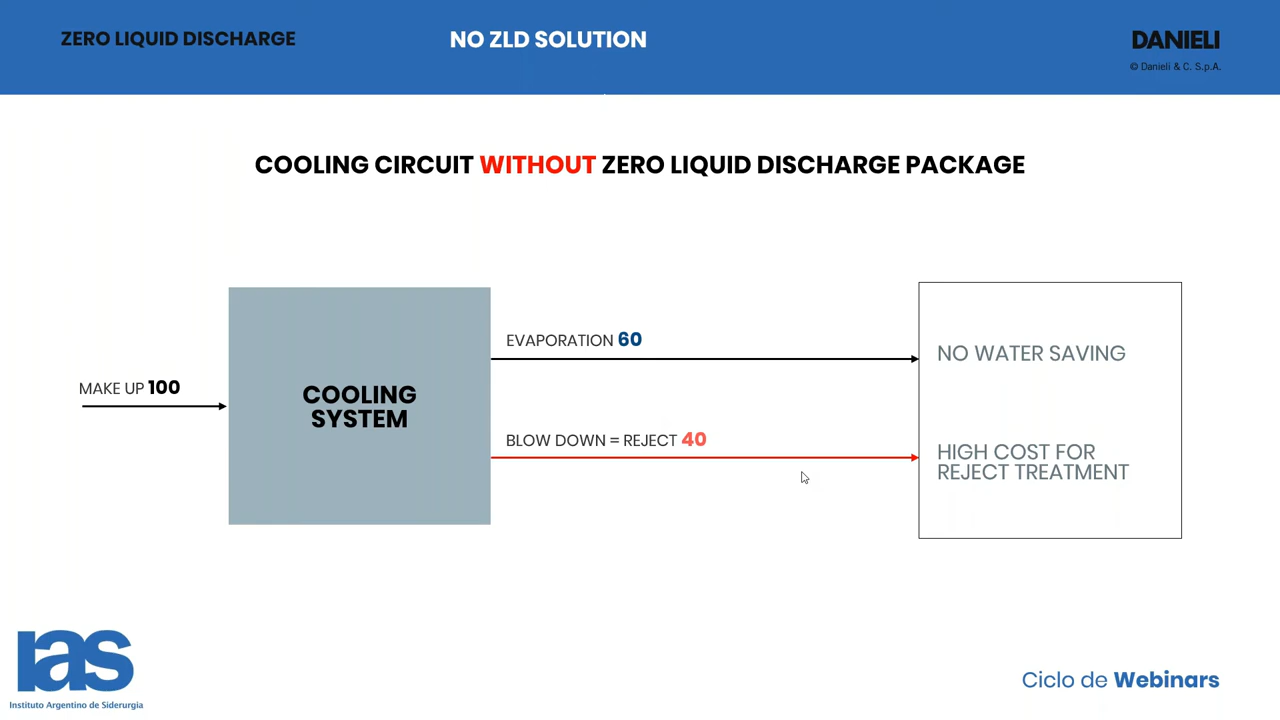 ZERO LIQUID DISCHARGE
NO ZLD SOLUTION
DANIELI
© Danieli & C. S.p.A.
COOLING CIRCUIT WITHOUT ZERO LIQUID DISCHARGE PACKAGE
MAKE UP 100
COOLING
SYSTEM
EVAPORATION 60
BLOW DOWN = REJECT 40
NO WATER SAVING
HIGH COST FOR
REJECT TREATMENT
ias
Instituto Argentino de Siderurgia
Ciclo de Webinars